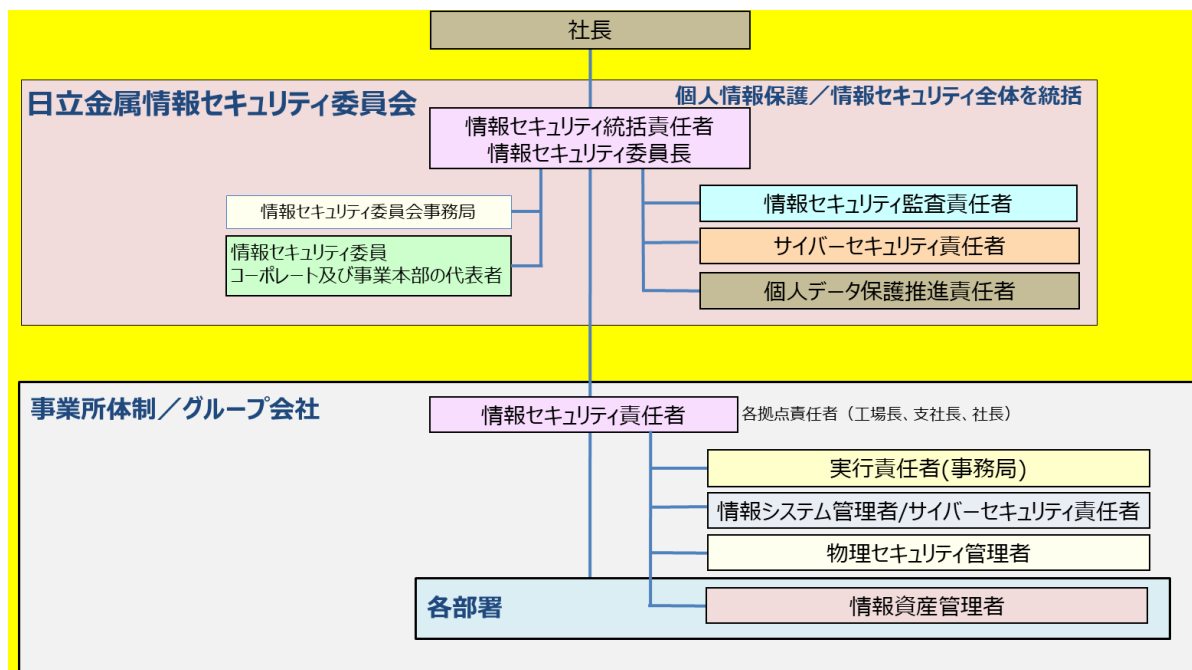 社長
日立金属情報セキュリティ委員会
個人情報保護／情報セキュリティ全体を統括
情報セキュリティ統括責任者
情報セキュリティ委員長
情報セキュリティ委員会事務局
情報セキュリティ委員
コーポレート及び事業本部の代表者
情報セキュリティ監査責任者
サイバーセキュリティ責任者
個人データ保護推進責任者
事業所体制／グループ会社
情報セキュリティ責任者
各拠点責任者（工場長、支社長、社長）
実行責任者(事務局)
情報システム管理者/サイバーセキュリティ責任者
物理セキュリティ管理者
各部署
情報資産管理者